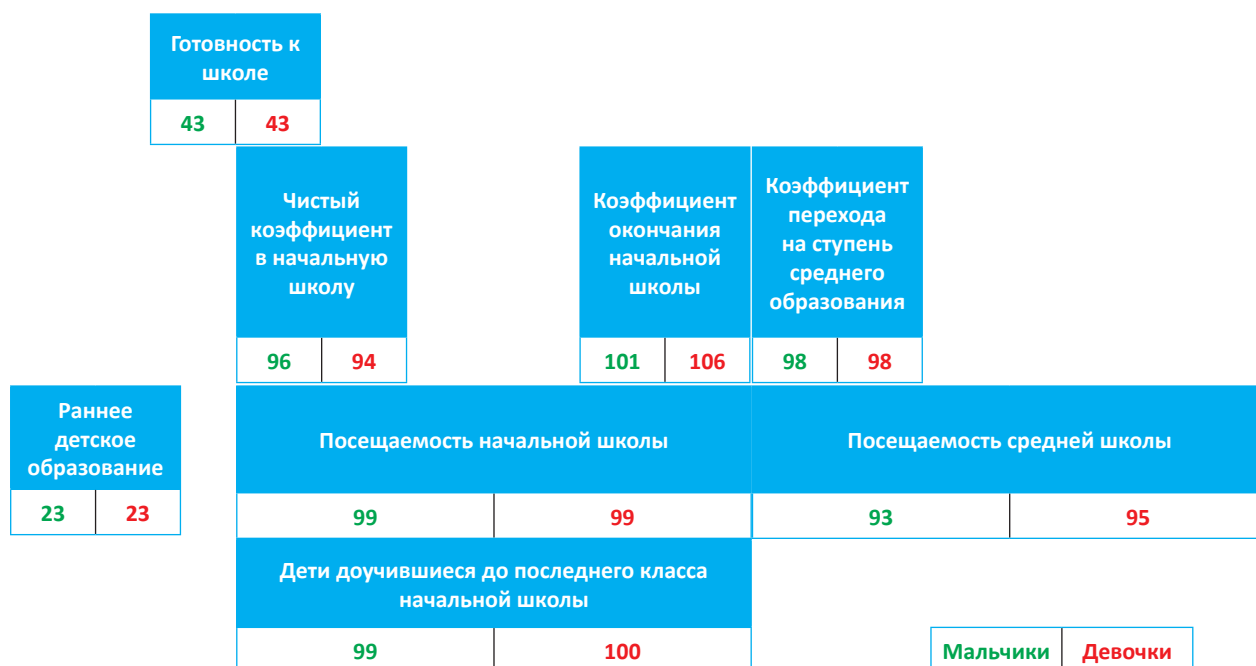 Готовность к
школе
43 43
Чистый
коэффициент
в начальную
школу
96 94
Коэффициент
окончания
начальной
школы
101 106
Коэффициент
перехода
на ступень
среднего
образования
98 98
Раннее
детское
образование
23 23
Посещаемость начальной школы
99 99
Посещаемость средней школы
93 95
Дети доучившиеся до последнего класса
начальной школы
99 100
Мальчики Девочки